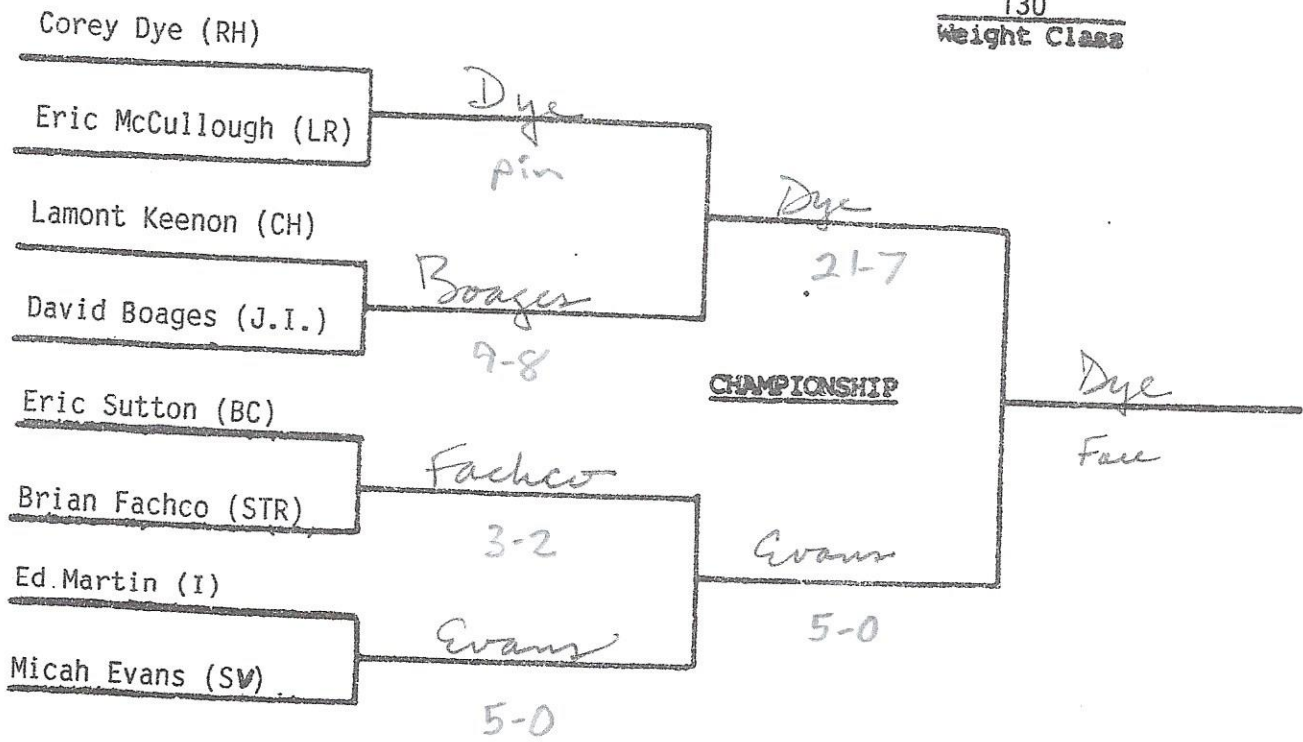 130
Weight Class
Corey Dye (RH)
Eric McCullough (LR)
Dye
pin
Lamont Keenon (CH)
David Boages (J.I.)
Boages
9-8
Dye
21-7
CHAMPIONSHIP
Eric Sutton (BC)
Brian Fachco (STR)
Fachco
3-2
Ed.Martin (I)
Micah Evans (SV)
Evans
5-0
Evans
5-0
Dye
Fall